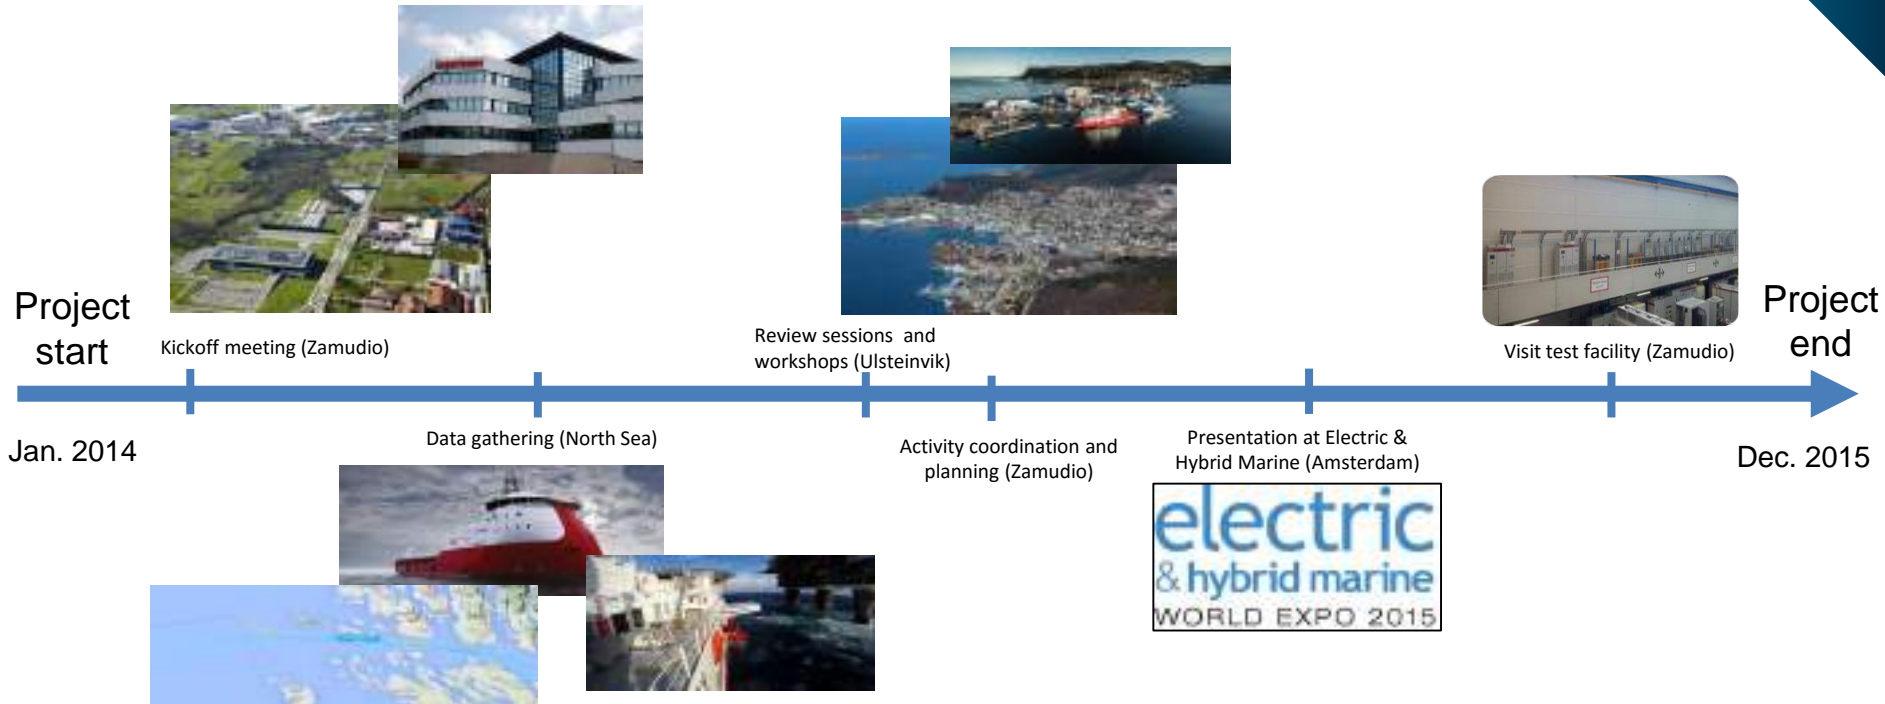 Project
start
Kickoff meeting (Zamudio)
Review sessions and
workshops (Ulsteinvik)
Visit test facility (Zamudio)
Project
end
Jan. 2014
Data gathering (North Sea)
Activity coordination and
planning (Zamudio)
Presentation at Electric &
Hybrid Marine (Amsterdam)
Dec. 2015
electric
& hybrid marine
WORLD EXPO 2015